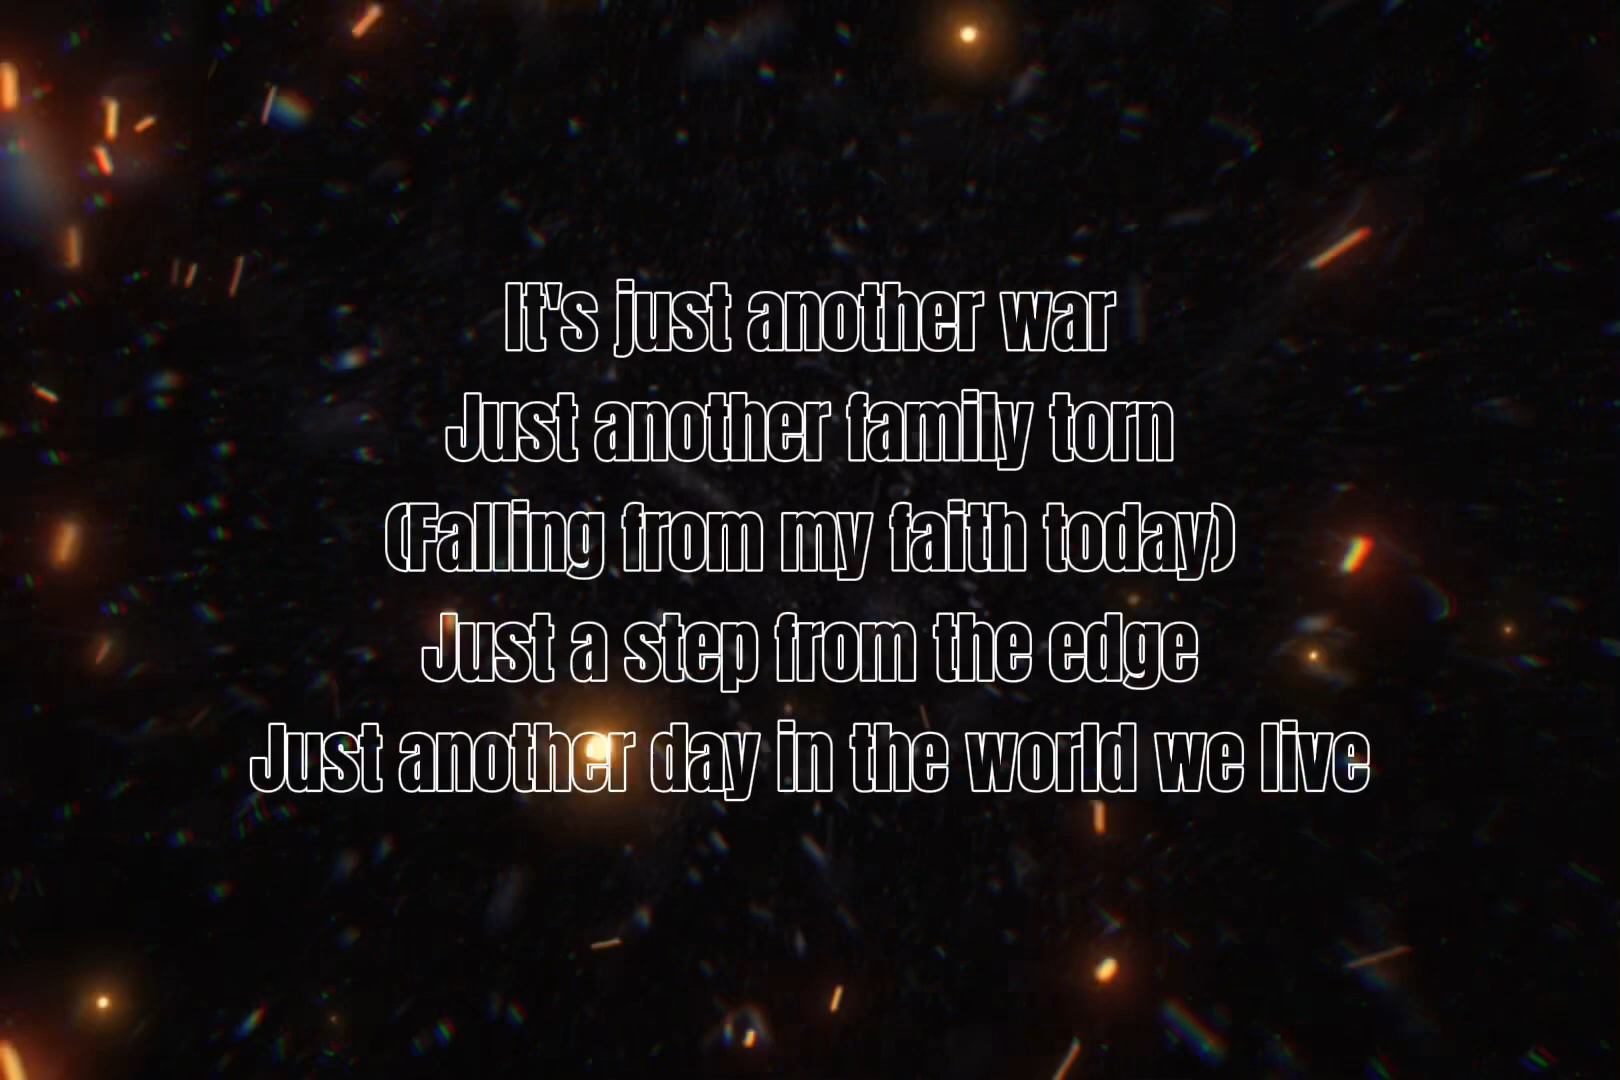 It's just another war
Just another family torn
(Falling from my faith today)
Just a step from the edge
Just another day in the world we live